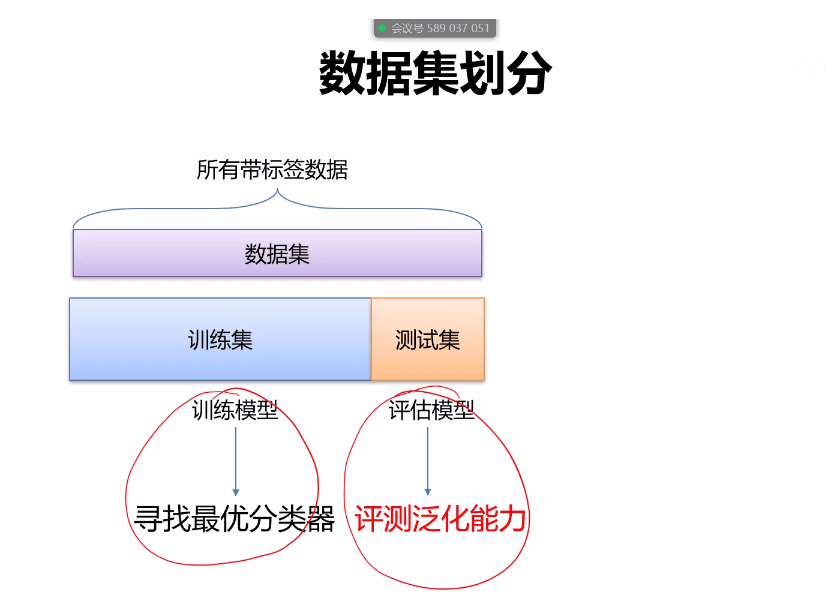 会议号 589 037 051
数据集划分
所有带标签数据
数据集
训练集 测试集
训练模型 评估模型
寻找最优分类器 评测泛化能力